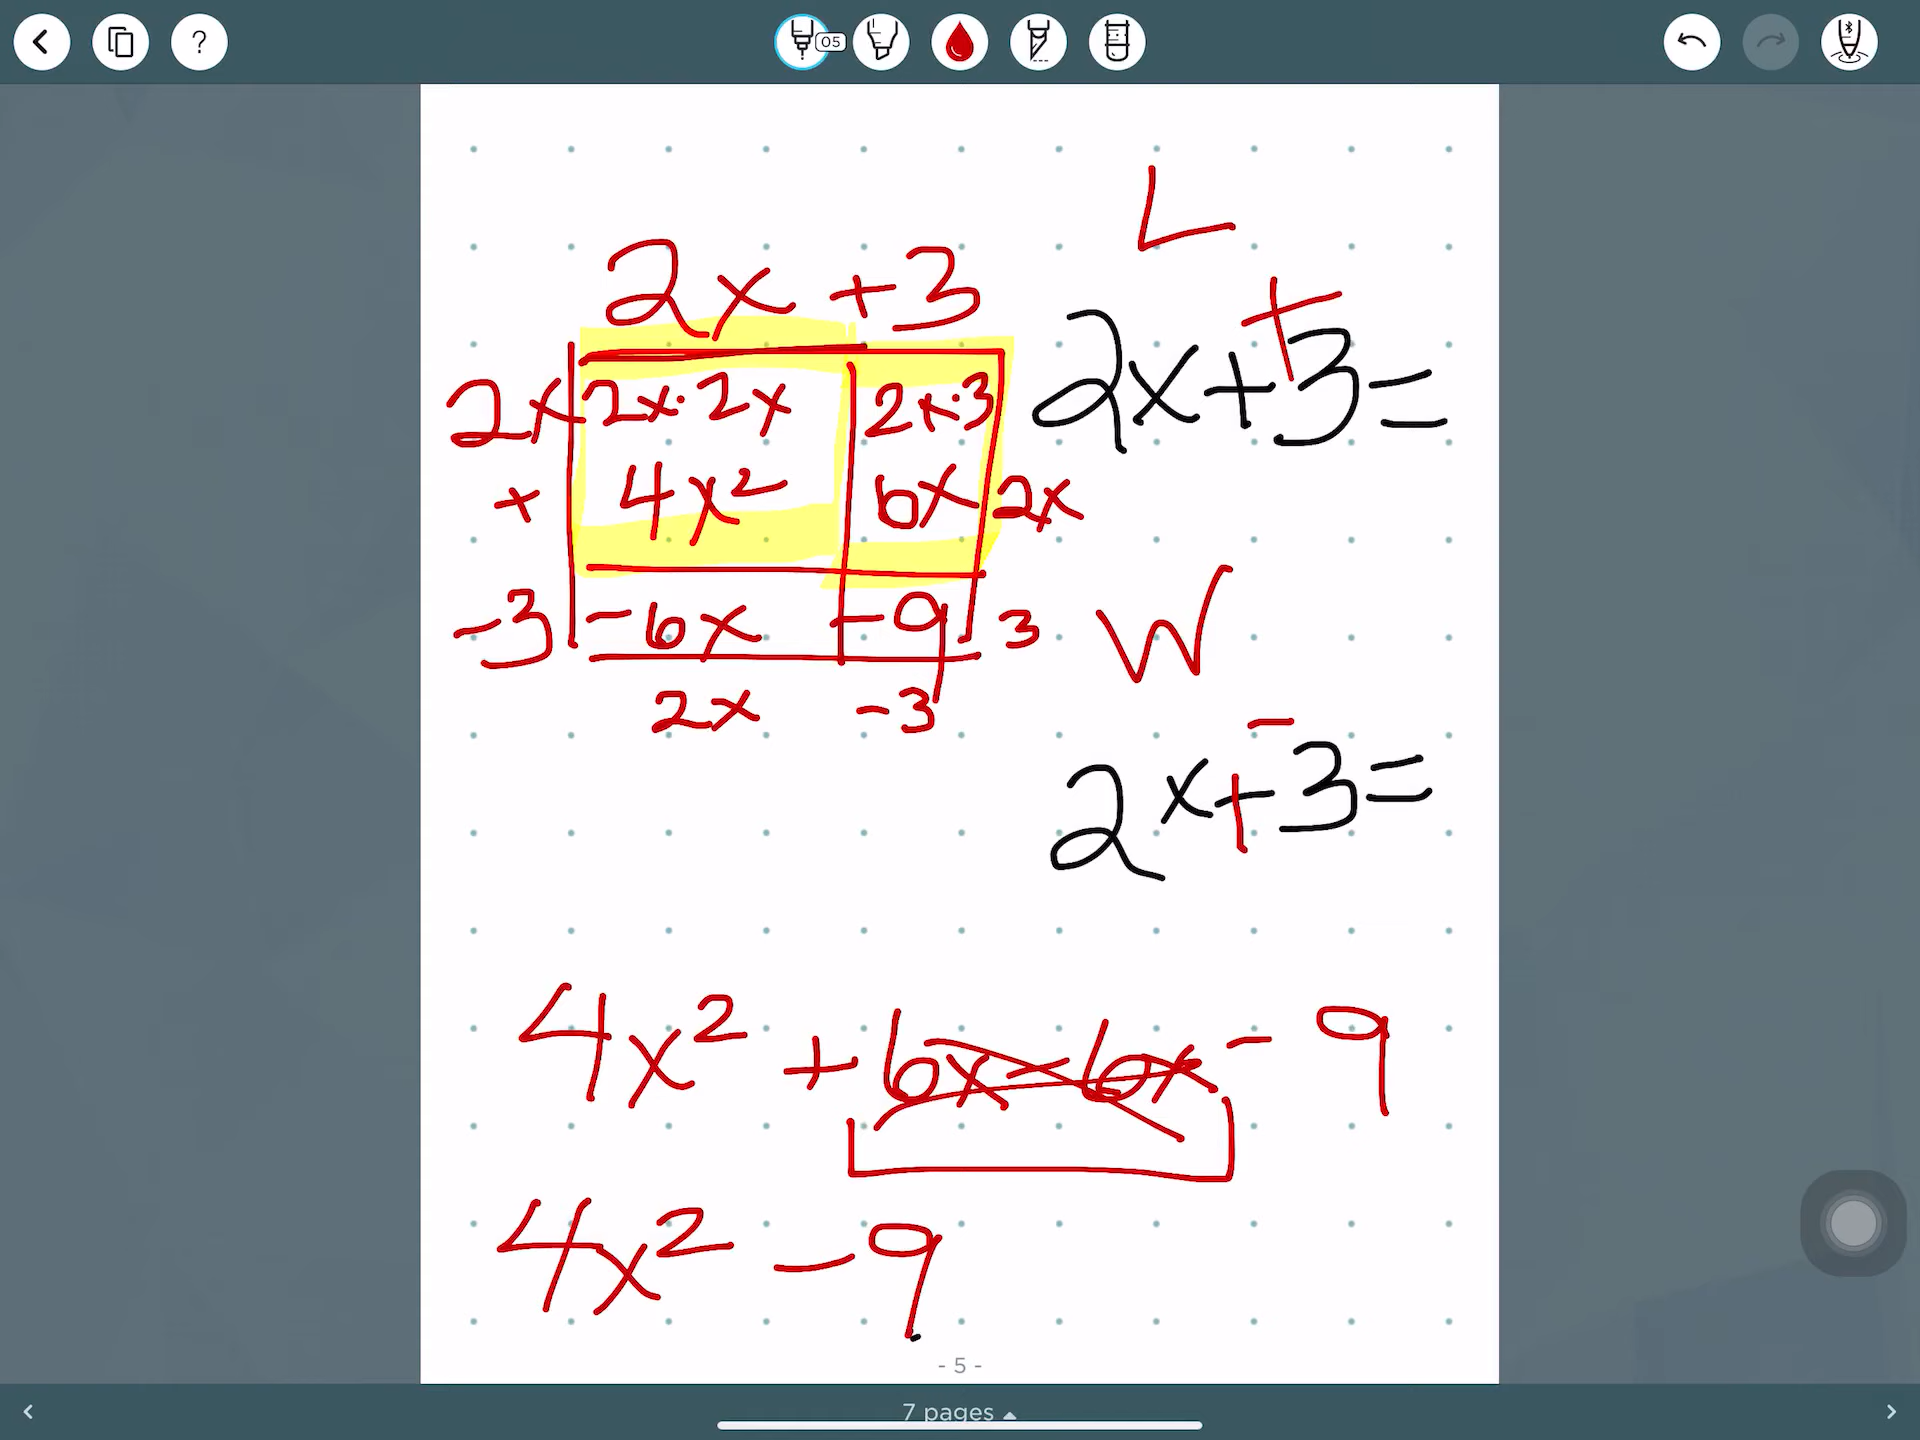 ?
05
L
2x +3
2x+3=
2x 2x·2x 2x·3
+ 4x² 6x 2x
-3 -6x -9 3
W
2x -3
-
2x+3=
4x² +6x-6x- 9
4x² -9
- 5 -
7 pages